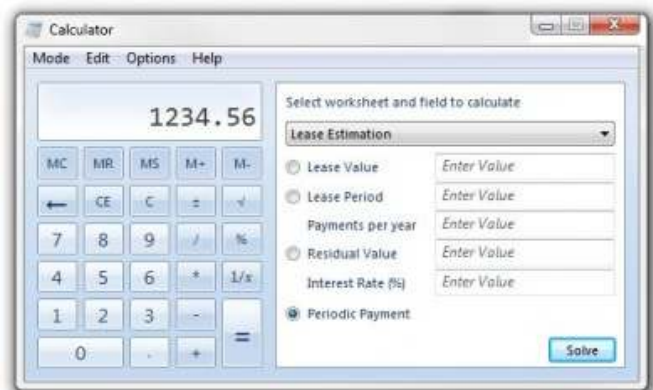 Calculator
Mode Edit Options Help
1234.56
MC MR MS M+ M-
← CE C ± √
7 8 9 / %
4 5 6 * 1/x
1 2 3 - =
0 . +
Select worksheet and field to calculate
Lease Estimation
Lease Value Enter Value
Lease Period Enter Value
Payments per year Enter Value
Residual Value Enter Value
Interest Rate (%) Enter Value
Periodic Payment
Solve